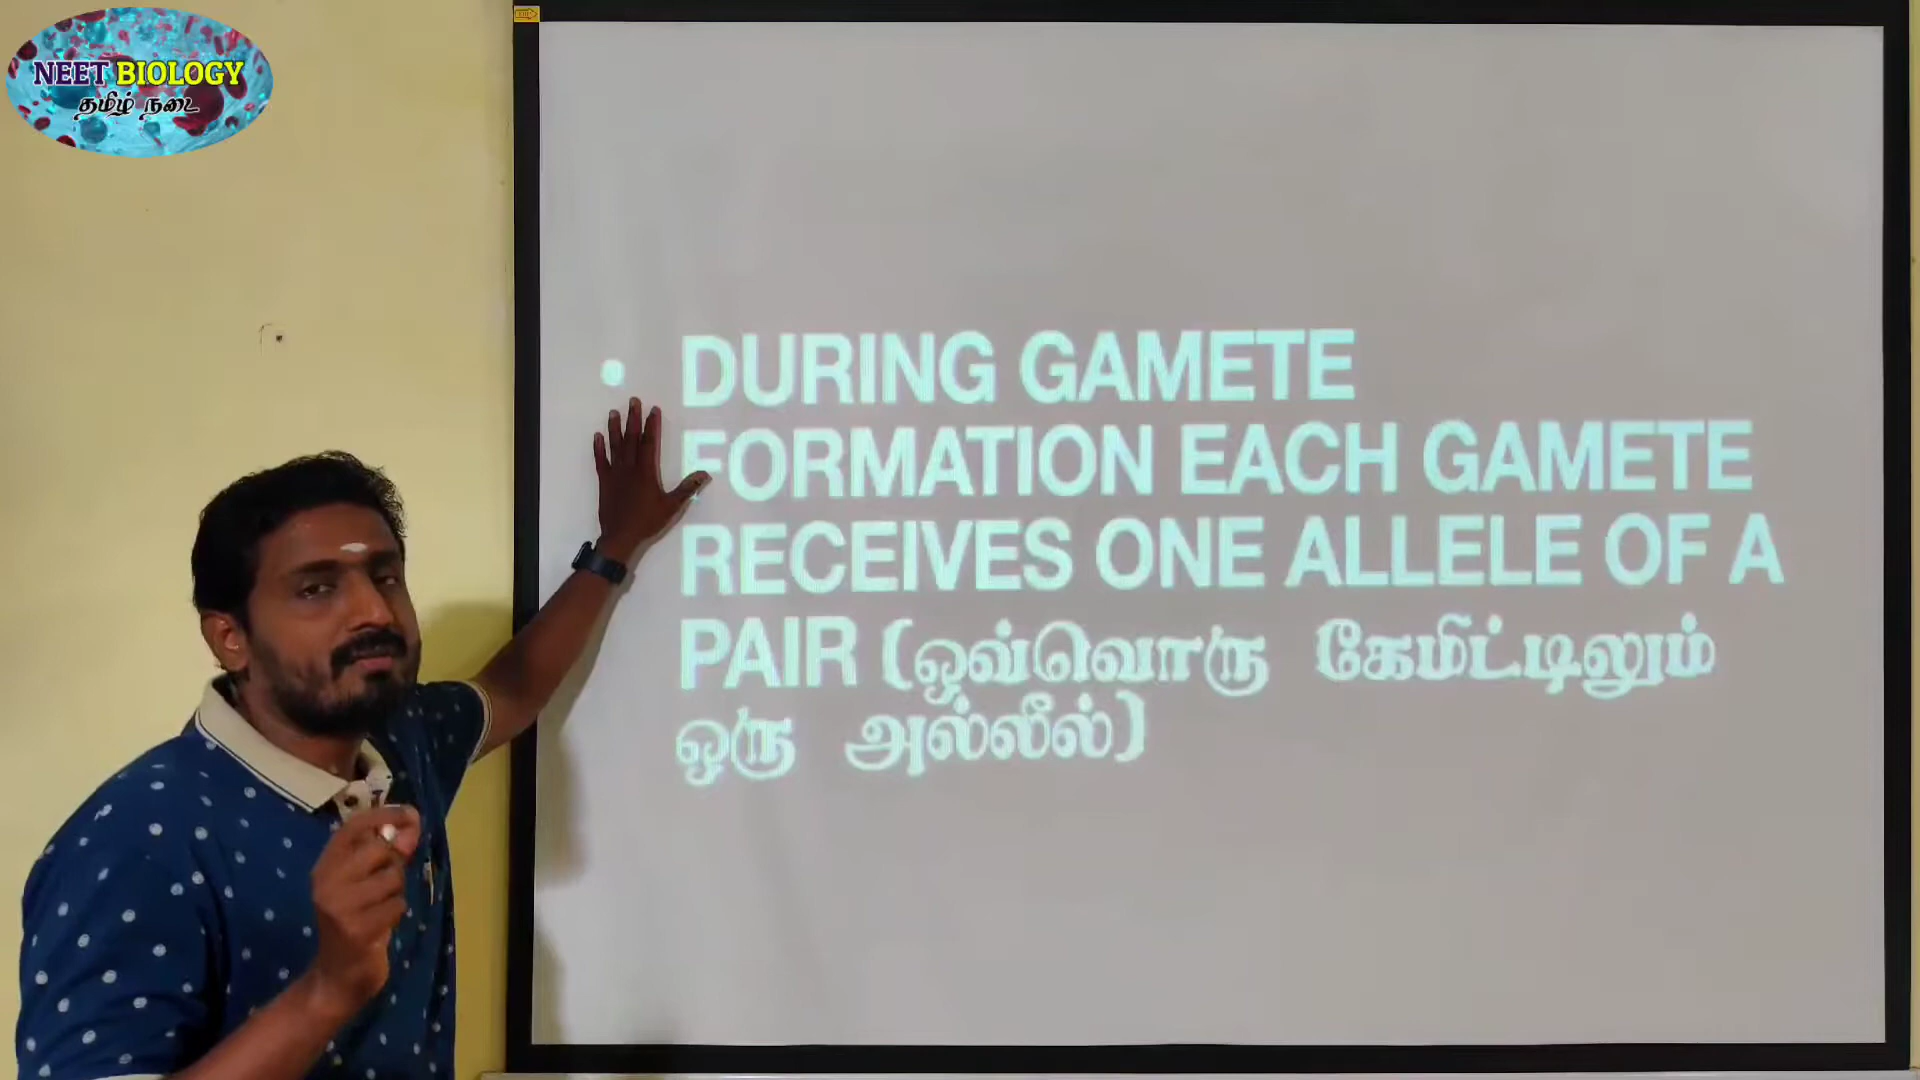 NEET BIOLOGY
தமிழ் நடை
• DURING GAMETE
FORMATION EACH GAMETE
RECEIVES ONE ALLELE OF A
PAIR (ஒவ்வொரு கேமிட்டிலும்
ஒரு அல்லீல்)